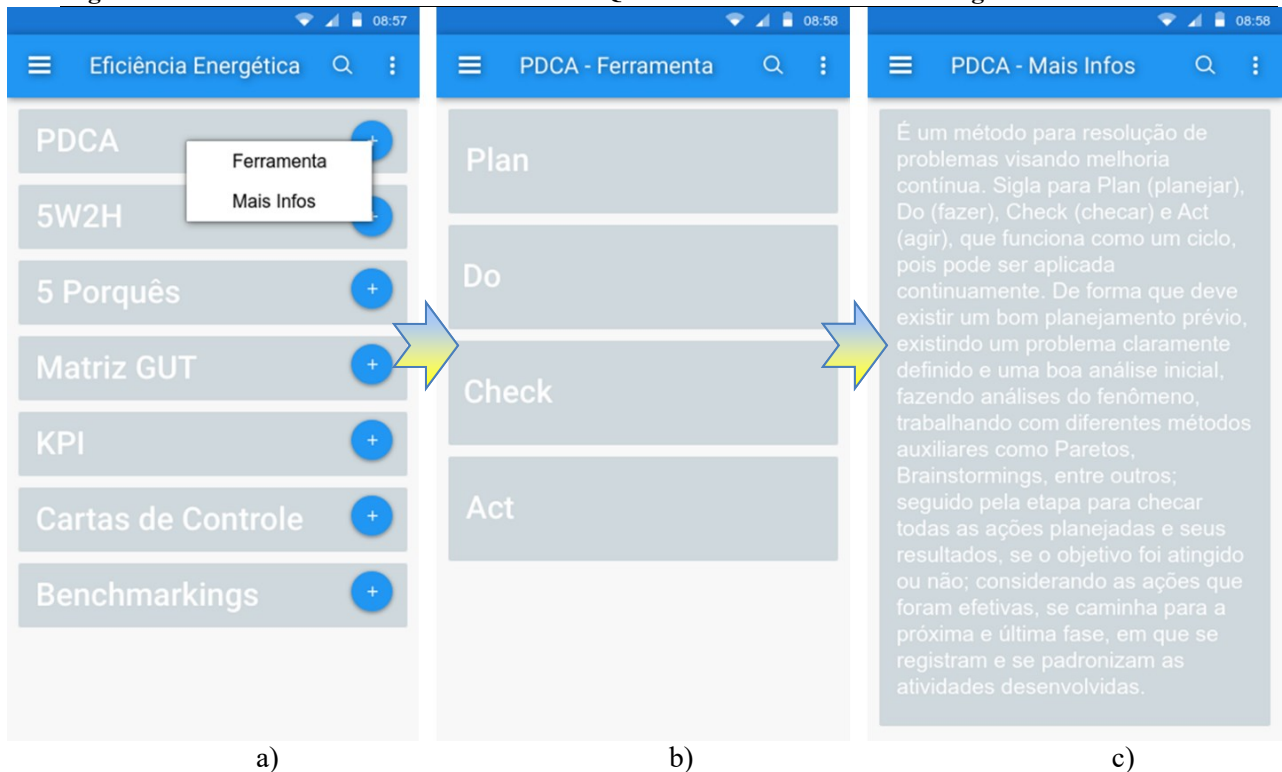 08:57
Eficiência Energética
PDCA
+
Ferramenta
Mais Infos
5W2H
+
5 Porquês
+
Matriz GUT
+
KPI
+
Cartas de Controle
+
Benchmarkings
+
a)
08:58
PDCA - Ferramenta
Plan
Do
Check
Act
b)
08:58
PDCA - Mais Infos
É um método para resolução de
problemas visando melhoria
contínua. Sigla para Plan (planejar),
Do (fazer), Check (checar) e Act
(agir), que funciona como um ciclo,
pois pode ser aplicada
continuamente. De forma que deve
existir um bom planejamento prévio,
existindo um problema claramente
definido e uma boa análise inicial,
fazendo análises do fenômeno,
trabalhando com diferentes métodos
auxiliares como Paretos,
Brainstormings, entre outros;
seguido pela etapa para checar
todas as ações planejadas e seus
resultados, se o objetivo foi atingido
ou não; considerando as ações que
foram efetivas, se caminha para a
próxima e última fase, em que se
registram e se padronizam as
atividades desenvolvidas.
c)